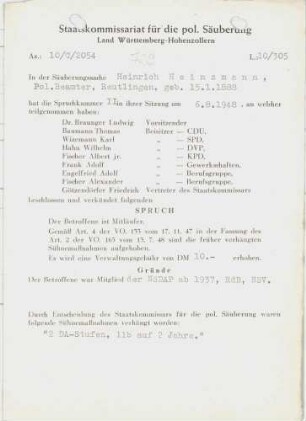 Staatskommissariat für die pol. Säuberung
Land Württemberg-Hohenzollern
Az.: 10/2/2054
L.20/305
In der Säuberungssache Heinrich Heinzmann,
Pol.Beamter, Reutlingen, geb. 15.1.1888
hat die Spruchkammer II in ihrer Sitzung am 6.8.1948, an welcher
teilgenommen haben:
Dr. Braunger Ludwig Vorsitzender
Baumann Thomas Beisitzer – CDU,
Wizemann Karl „ – SPD,
Hahn Wilhelm „ – DVP,
Fischer Albert jr. „ – KPD,
Frank Adolf „ – Gewerkschaften,
Engelfried Adolf „ – Berufsgruppe,
Fischer Alexander „ – Berufsgruppe,
Götzendörfer Friedrich Vertreter des Staatskommissars
beschlossen und verkündet folgenden
SPRUCH
Der Betroffene ist Mitläufer.
Gemäß Art. 4 der VO. 133 vom 17. 11. 47 in der Fassung des
Art. 2 der VO. 165 vom 13. 7. 48 sind die früher verhängten
Sühnemaßnahmen aufgehoben.
Es wird eine Verwaltungsgebühr von DM 10.– erhoben.
Gründe
Der Betroffene war Mitglied der NSDAP ab 1937, RDB, NSV.
Durch Entscheidung des Staatskommissars für die pol. Säuberung waren
folgende Sühnemaßnahmen verhängt worden:
"2 DA-Stufen, 11b auf 2 Jahre."